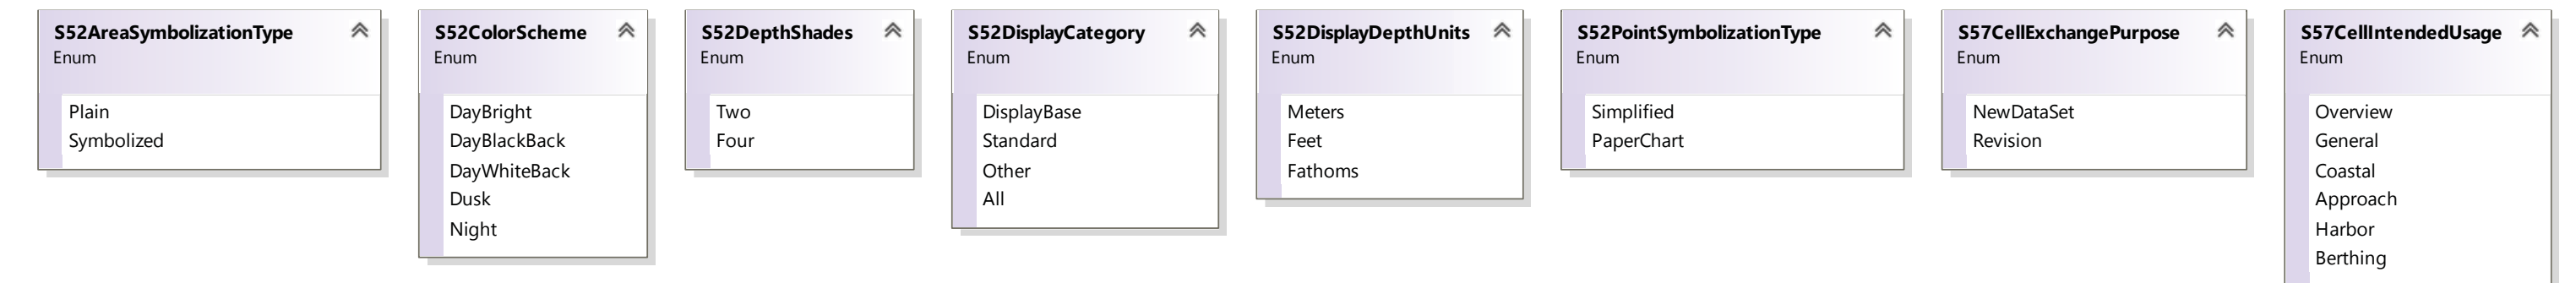 S52AreaSymbolizationType
Enum
Plain
Symbolized
S52ColorScheme
Enum
DayBright
DayBlackBack
DayWhiteBack
Dusk
Night
S52DepthShades
Enum
Two
Four
S52DisplayCategory
Enum
DisplayBase
Standard
Other
All
S52DisplayDepthUnits
Enum
Meters
Feet
Fathoms
S52PointSymbolizationType
Enum
Simplified
PaperChart
S57CellExchangePurpose
Enum
NewDataSet
Revision
S57CellIntendedUsage
Enum
Overview
General
Coastal
Approach
Harbor
Berthing